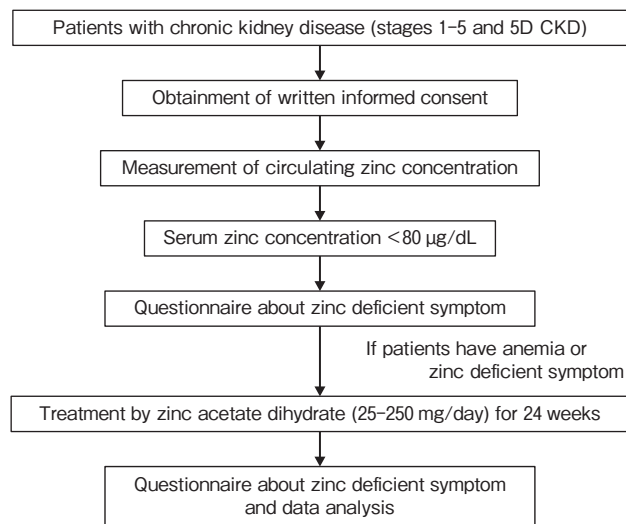 Patients with chronic kidney disease (stages 1–5 and 5D CKD)
Obtainment of written informed consent
Measurement of circulating zinc concentration
Serum zinc concentration <80 μg/dL
Questionnaire about zinc deficient symptom
If patients have anemia or
zinc deficient symptom
Treatment by zinc acetate dihydrate (25–250 mg/day) for 24 weeks
Questionnaire about zinc deficient symptom
and data analysis